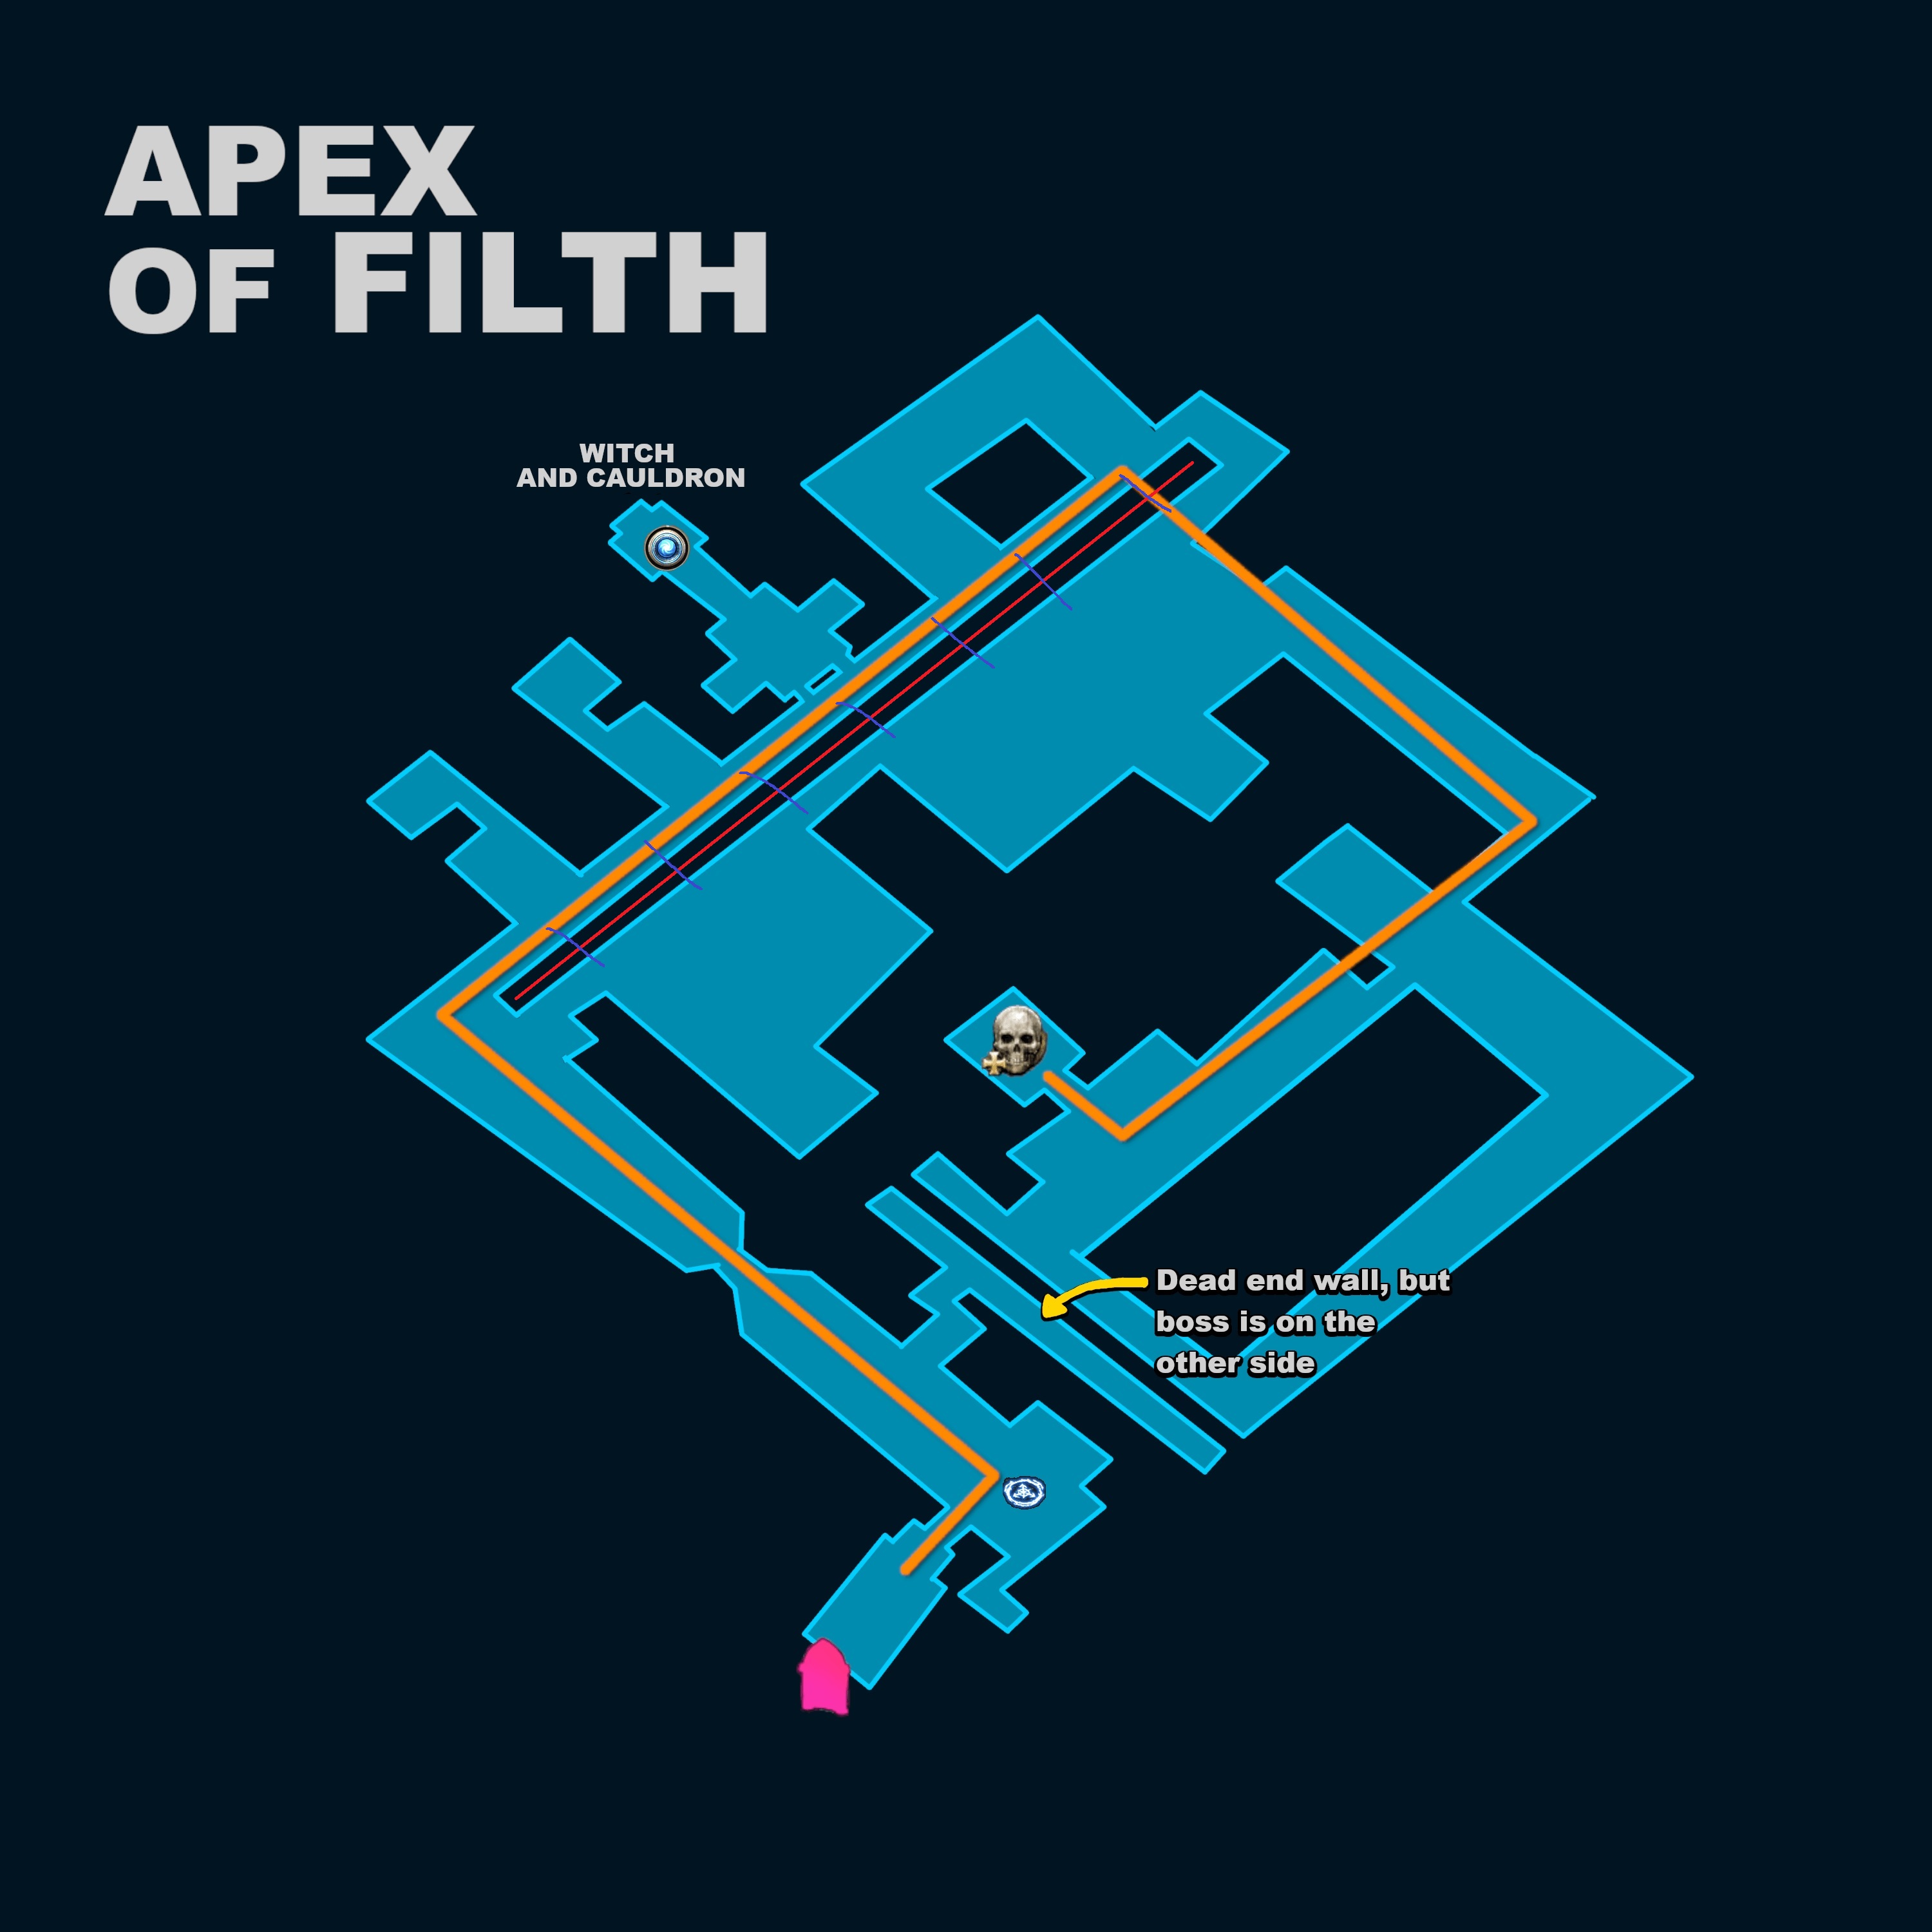 APEX
OF FILTH
WITCH
AND CAULDRON
Dead end wall, but
boss is on the
other side